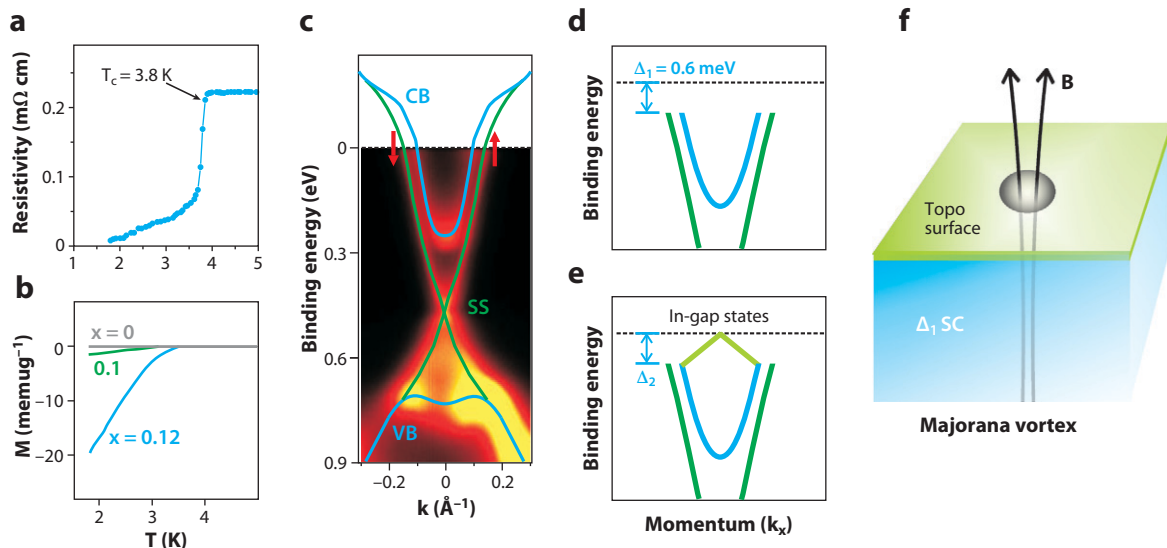 a
Resistivity (mΩ cm)
0.2
0.1
0
T_c = 3.8 K
1
2
3
4
5
b
M (memug⁻¹)
0
−10
−20
x = 0
0.1
x = 0.12
2
3
4
T (K)
c
Binding energy (eV)
0
0.3
0.6
0.9
CB
SS
VB
−0.2
0
0.2
k (Å⁻¹)
d
Binding energy
Δ₁ = 0.6 meV
e
Binding energy
In-gap states
Δ₂
Momentum (kₓ)
f
B
Topo
surface
Δ₁ SC
Majorana vortex